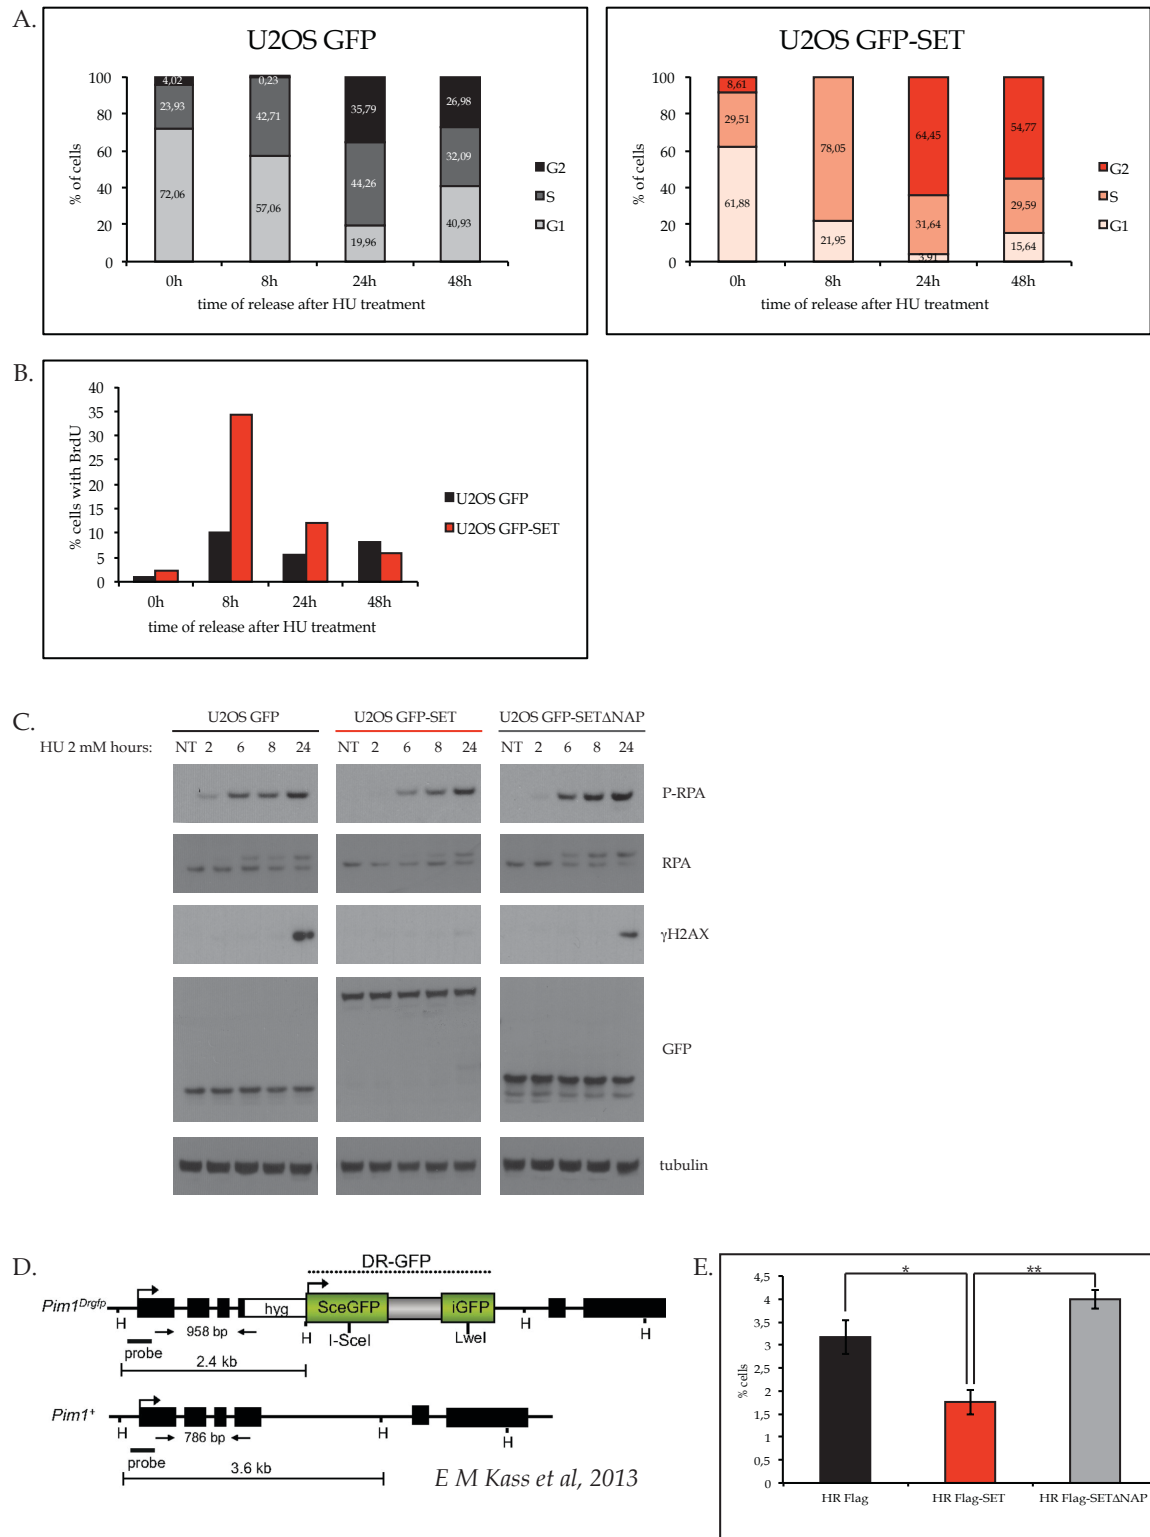 A.
U2OS GFP
% of cells
100
80
60
40
20
0
4,02
23,93
72,06
0,23
42,71
57,06
35,79
44,26
19,96
26,98
32,09
40,93
G2
S
G1
0h 8h 24h 48h
time of release after HU treatment
U2OS GFP-SET
% of cells
100
80
60
40
20
0
8,61
29,51
61,88
78,05
21,95
64,45
31,64
3,91
54,77
29,59
15,64
G2
S
G1
0h 8h 24h 48h
time of release after HU treatment
B.
% cells with BrdU
40
35
30
25
20
15
10
5
0
0h 8h 24h 48h
time of release after HU treatment
U2OS GFP
U2OS GFP-SET
C.
U2OS GFP U2OS GFP-SET U2OS GFP-SETΔNAP
HU 2 mM hours: NT 2 6 8 24 NT 2 6 8 24 NT 2 6 8 24
P-RPA
RPA
γH2AX
GFP
tubulin
D.
DR-GFP
Pim1Drgfp
hyg SceGFP iGFP
H H I-SceI LweI H H
958 bp
probe
2.4 kb
Pim1+
H H H
786 bp
probe
3.6 kb
E M Kass et al, 2013
E.
* **
% cells
4,5
4
3,5
3
2,5
2
1,5
1
0,5
0
HR Flag HR Flag-SET HR Flag-SETΔNAP